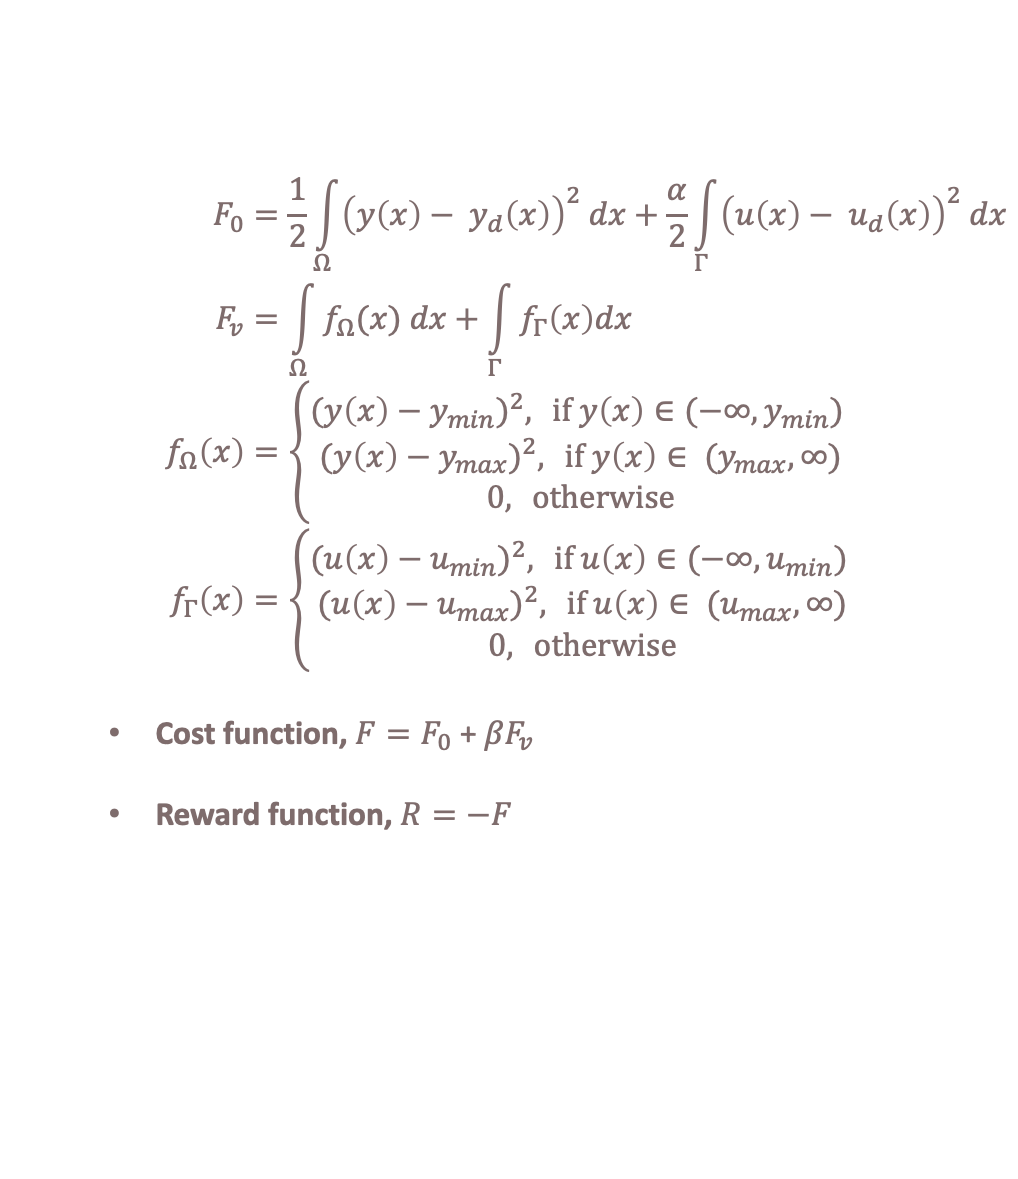 F₀ = 1/2 ∫_Ω (y(x) − y_d(x))² dx + α/2 ∫_Γ (u(x) − u_d(x))² dx
F_v = ∫_Ω f_Ω(x) dx + ∫_Γ f_Γ(x)dx
f_Ω(x) = { (y(x) − y_min)², if y(x) ∈ (−∞, y_min)
(y(x) − y_max)², if y(x) ∈ (y_max, ∞)
0, otherwise
f_Γ(x) = { (u(x) − u_min)², if u(x) ∈ (−∞, u_min)
(u(x) − u_max)², if u(x) ∈ (u_max, ∞)
0, otherwise
• Cost function, F = F₀ + βF_v
• Reward function, R = −F